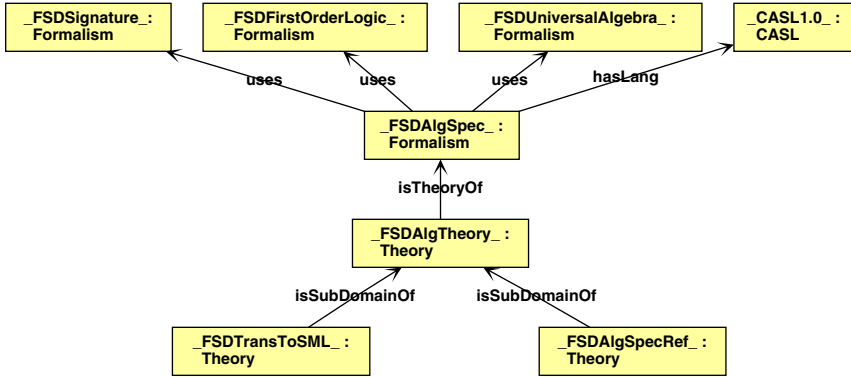 _FSDSignature_ :
Formalism
_FSDFirstOrderLogic_ :
Formalism
_FSDUniversalAlgebra_ :
Formalism
_CASL1.0_ :
CASL
uses
uses
uses
hasLang
_FSDAlgSpec_ :
Formalism
isTheoryOf
_FSDAlgTheory_ :
Theory
isSubDomainOf
isSubDomainOf
_FSDTransToSML_ :
Theory
_FSDAlgSpecRef_ :
Theory